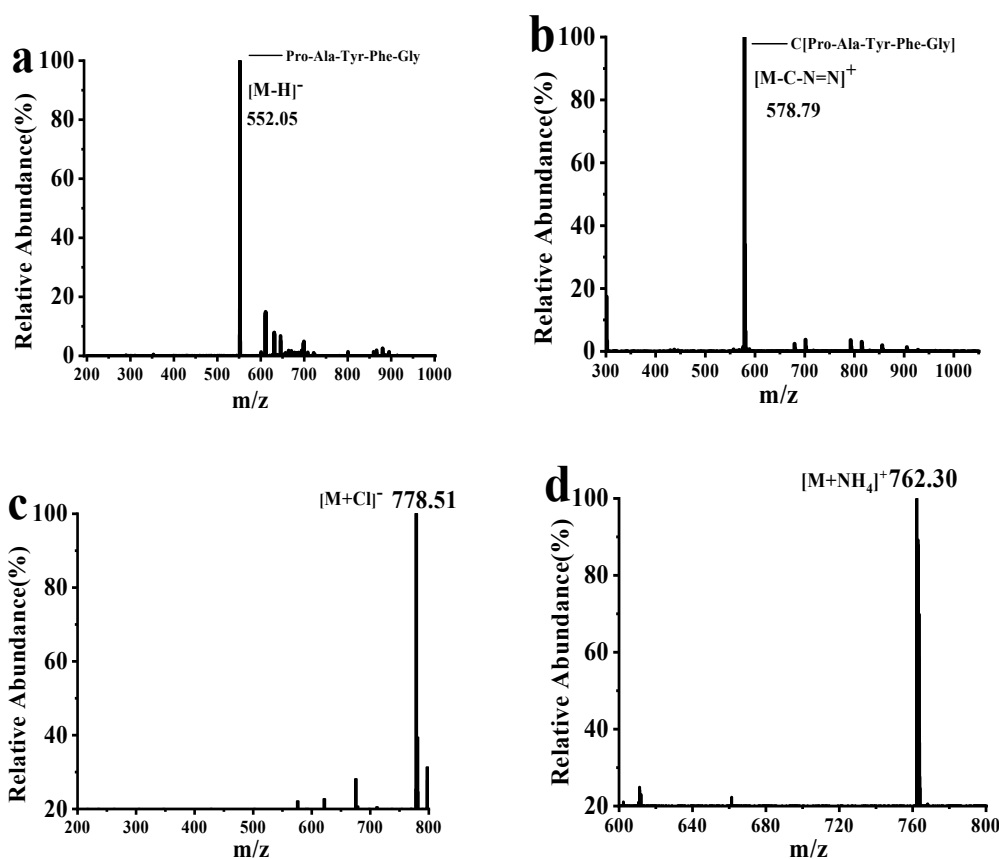 a
Pro-Ala-Tyr-Phe-Gly
[M-H]⁻
552.05
Relative Abundance(%)
100
80
60
40
20
0
200 300 400 500 600 700 800 900 1000
m/z
b
C[Pro-Ala-Tyr-Phe-Gly]
[M-C-N=N]⁺
578.79
Relative Abundance(%)
100
80
60
40
20
0
300 400 500 600 700 800 900 1000
m/z
c
[M+Cl]⁻ 778.51
Relative Abundance(%)
100
80
60
40
20
200 300 400 500 600 700 800
m/z
d
[M+NH₄]⁺762.30
Relative Abundance(%)
100
80
60
40
20
600 640 680 720 760 800
m/z